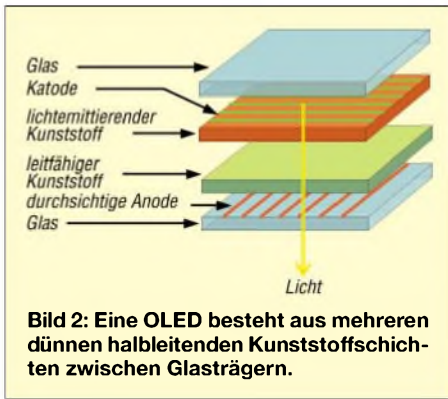 Glas
Katode
lichtemittierender
Kunststoff
leitfähiger
Kunststoff
durchsichtige Anode
Glas
Licht
Bild 2: Eine OLED besteht aus mehreren
dünnen halbleitenden Kunststoffschich-
ten zwischen Glasträgern.